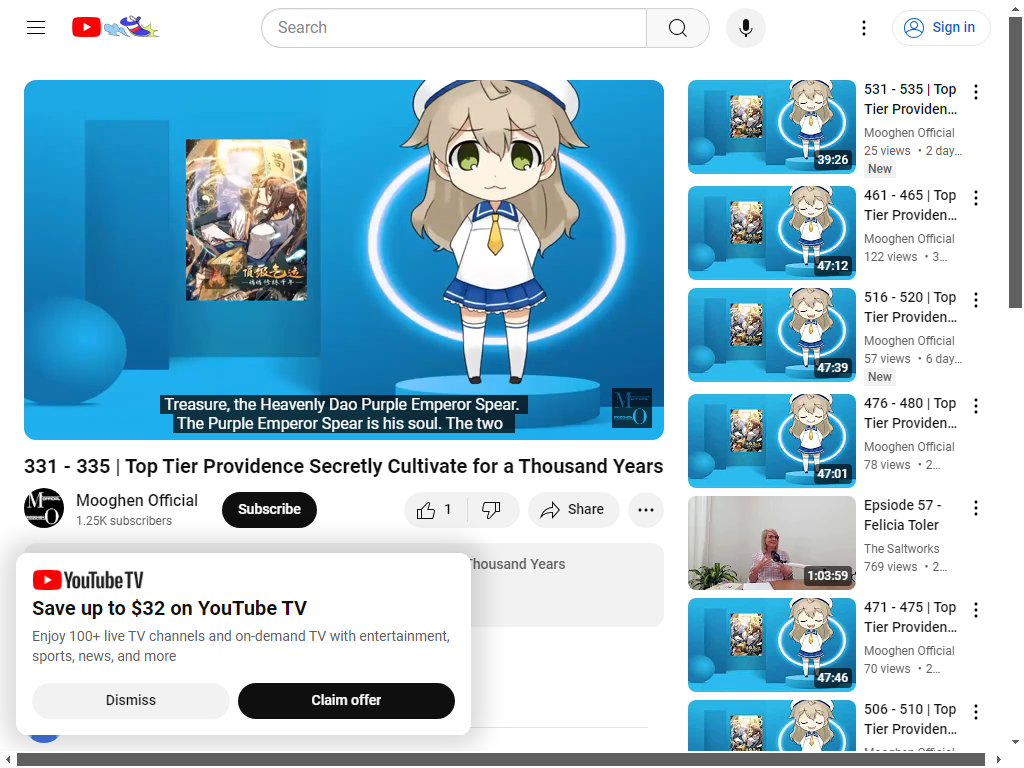 Search
Sign in
Treasure, the Heavenly Dao Purple Emperor Spear.
The Purple Emperor Spear is his soul. The two
331 - 335 | Top Tier Providence Secretly Cultivate for a Thousand Years
Mooghen Official
1.25K subscribers
Subscribe
1
Share
Thousand Years
YouTube TV
Save up to $32 on YouTube TV
Enjoy 100+ live TV channels and on-demand TV with entertainment,
sports, news, and more
Dismiss
Claim offer
39:26
531 - 535 | Top
Tier Providen…
Mooghen Official
25 views • 2 day…
New
47:12
461 - 465 | Top
Tier Providen…
Mooghen Official
122 views • 3…
47:39
516 - 520 | Top
Tier Providen…
Mooghen Official
57 views • 6 day…
New
47:01
476 - 480 | Top
Tier Providen…
Mooghen Official
78 views • 2…
1:03:59
Epsiode 57 -
Felicia Toler
The Saltworks
769 views • 2…
47:46
471 - 475 | Top
Tier Providen…
Mooghen Official
70 views • 2…
506 - 510 | Top
Tier Providen…
Mooghen Official